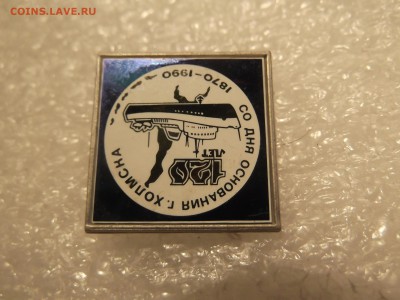 COINS.LAVE.RU
120
ЛЕТ
СО ДНЯ ОСНОВАНИЯ Г. ХОЛМСКА
1870-1990